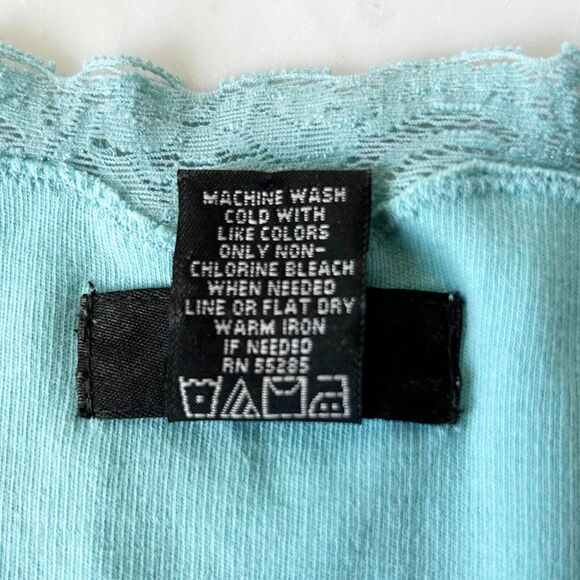 MACHINE WASH
COLD WITH
LIKE COLORS
ONLY NON-
CHLORINE BLEACH
WHEN NEEDED
LINE OR FLAT DRY
WARM IRON
IF NEEDED
RN 55285